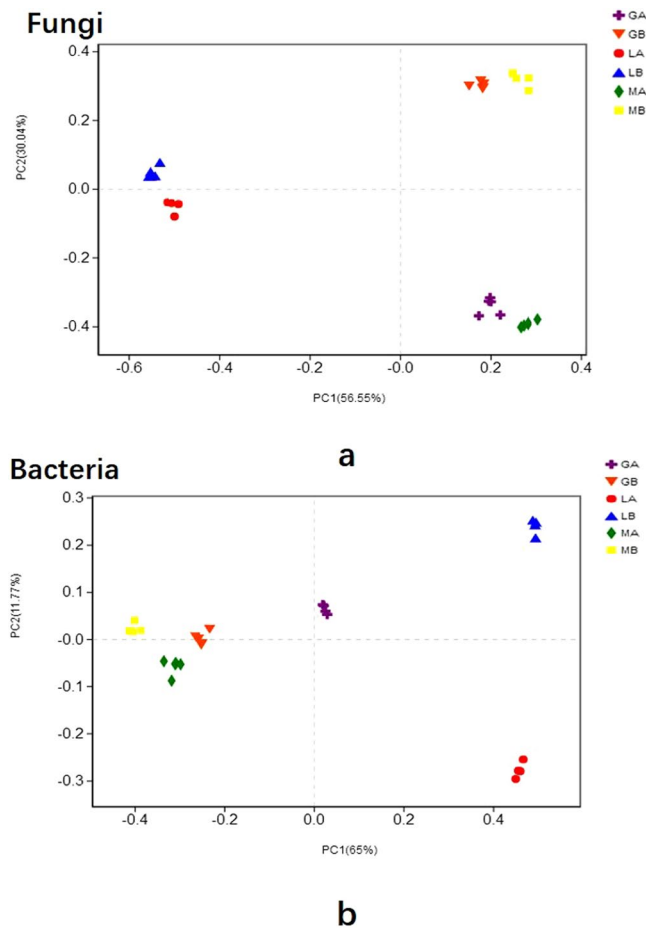 Fungi
GA
GB
LA
LB
MA
MB
0.4
0.2
0.0
-0.2
-0.4
PC2(30.04%)
-0.6 -0.4 -0.2 -0.0 0.2 0.4
PC1(56.55%)
a
Bacteria
GA
GB
LA
LB
MA
MB
0.3
0.2
0.1
-0.0
-0.1
-0.2
-0.3
PC2(11.77%)
-0.4 -0.2 0.0 0.2 0.4
PC1(65%)
b